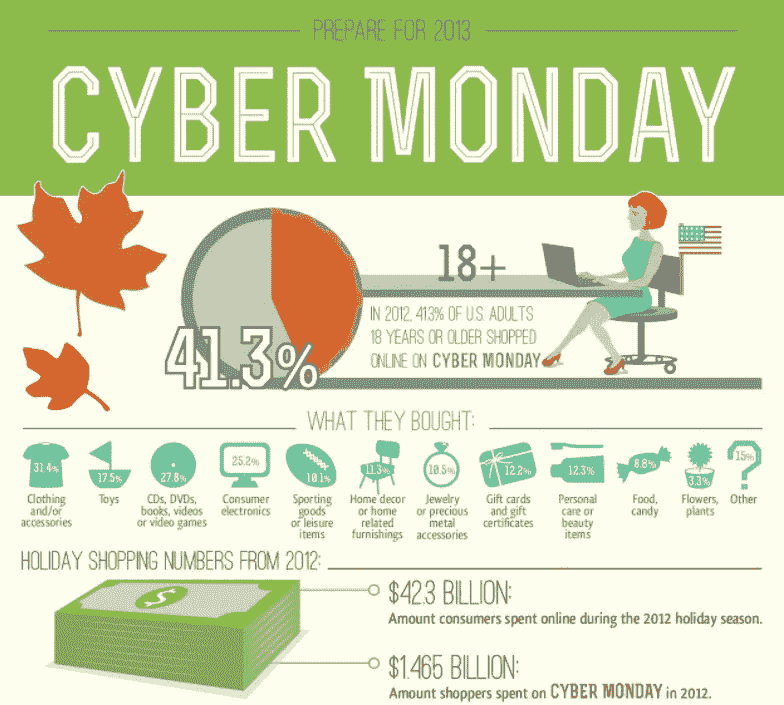 PREPARE FOR 2013
CYBER MONDAY
18+
41.3%
IN 2012, 41.3% OF U.S. ADULTS
18 YEARS OR OLDER SHOPPED
ONLINE ON CYBER MONDAY
WHAT THEY BOUGHT:
31.4%
Clothing
and/or
accessories
17.5%
Toys
27.8%
CDs, DVDs,
books, videos
or video games
25.2%
Consumer
electronics
10.1%
Sporting
goods
or leisure
items
11.3%
Home decor
or home
related
furnishings
10.5%
Jewelry
or precious
metal
accessories
12.2%
Gift cards
and gift
certificates
12.3%
Personal
care or
beauty
items
8.8%
Food,
candy
3.3%
Flowers,
plants
15%
Other
HOLIDAY SHOPPING NUMBERS FROM 2012:
$
$42.3 BILLION:
Amount consumers spent online during the 2012 holiday season.
$1.465 BILLION:
Amount shoppers spent on CYBER MONDAY in 2012.